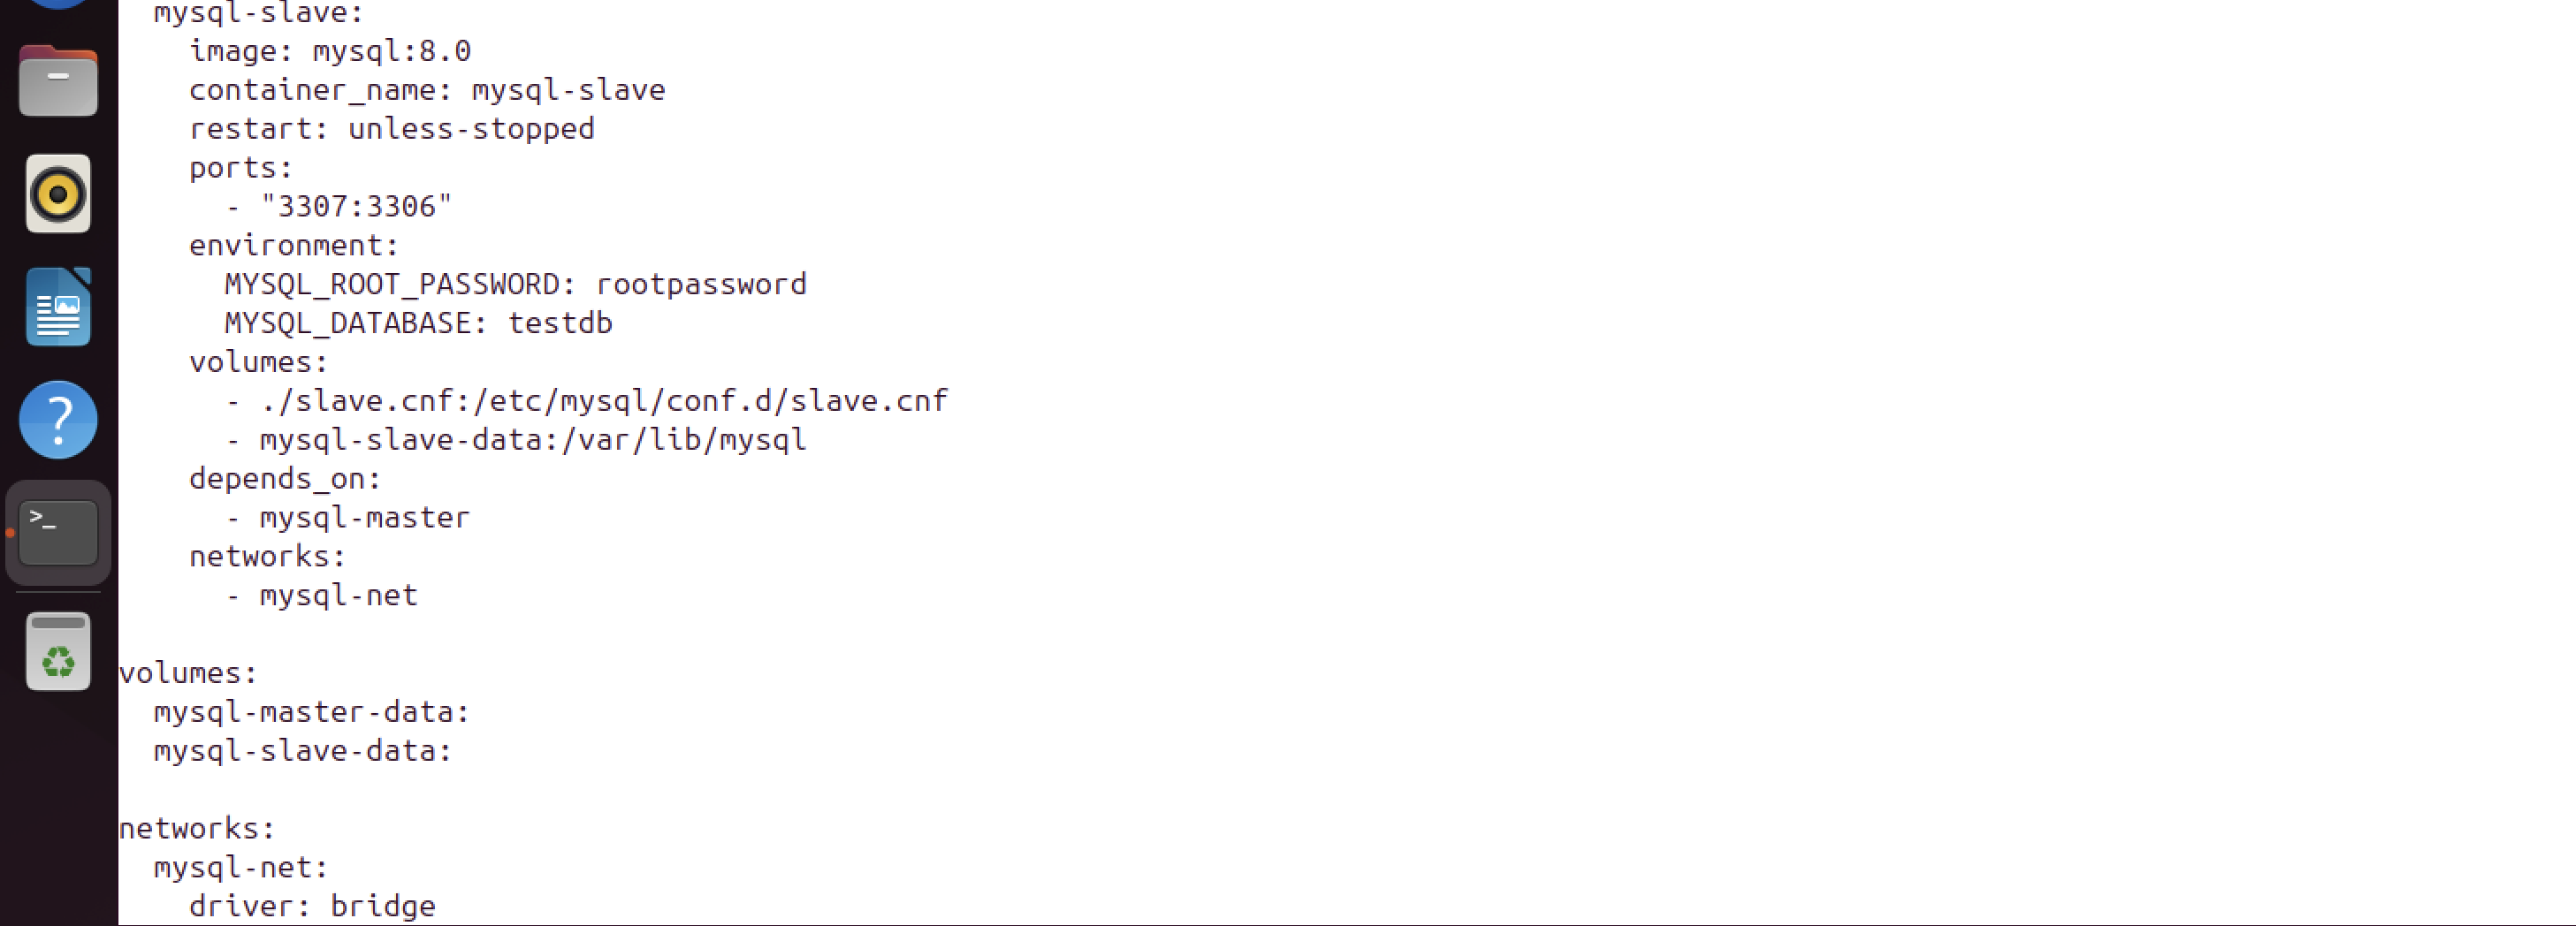 mysql-slave:
image: mysql:8.0
container_name: mysql-slave
restart: unless-stopped
ports:
- "3307:3306"
environment:
MYSQL_ROOT_PASSWORD: rootpassword
MYSQL_DATABASE: testdb
volumes:
- ./slave.cnf:/etc/mysql/conf.d/slave.cnf
- mysql-slave-data:/var/lib/mysql
depends_on:
- mysql-master
networks:
- mysql-net
volumes:
mysql-master-data:
mysql-slave-data:
networks:
mysql-net:
driver: bridge